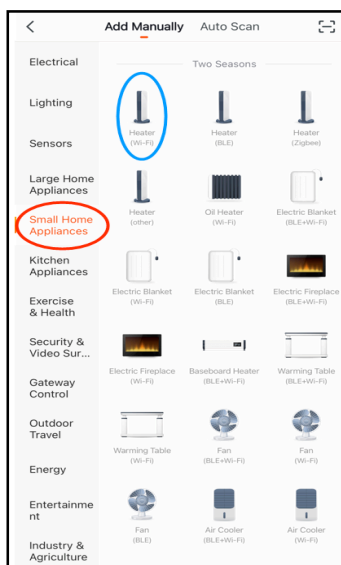 Add Manually Auto Scan
Electrical
Lighting
Sensors
Large Home
Appliances
Small Home
Appliances
Kitchen
Appliances
Exercise
& Health
Security &
Video Sur...
Gateway
Control
Outdoor
Travel
Energy
Entertainme
nt
Industry &
Agriculture
Two Seasons
Heater
(Wi-Fi)
Heater
(BLE)
Heater
(Zigbee)
Heater
(other)
Oil Heater
(Wi-Fi)
Electric Blanket
(BLE+Wi-Fi)
Electric Blanket
(Wi-Fi)
Electric Blanket
(BLE)
Electric Fireplace
(BLE+Wi-Fi)
Electric Fireplace
(Wi-Fi)
Baseboard Heater
(BLE+Wi-Fi)
Warming Table
(BLE+Wi-Fi)
Warming Table
(Wi-Fi)
Fan
(BLE+Wi-Fi)
Fan
(Wi-Fi)
Fan
(BLE)
Air Cooler
(BLE+Wi-Fi)
Air Cooler
(Wi-Fi)